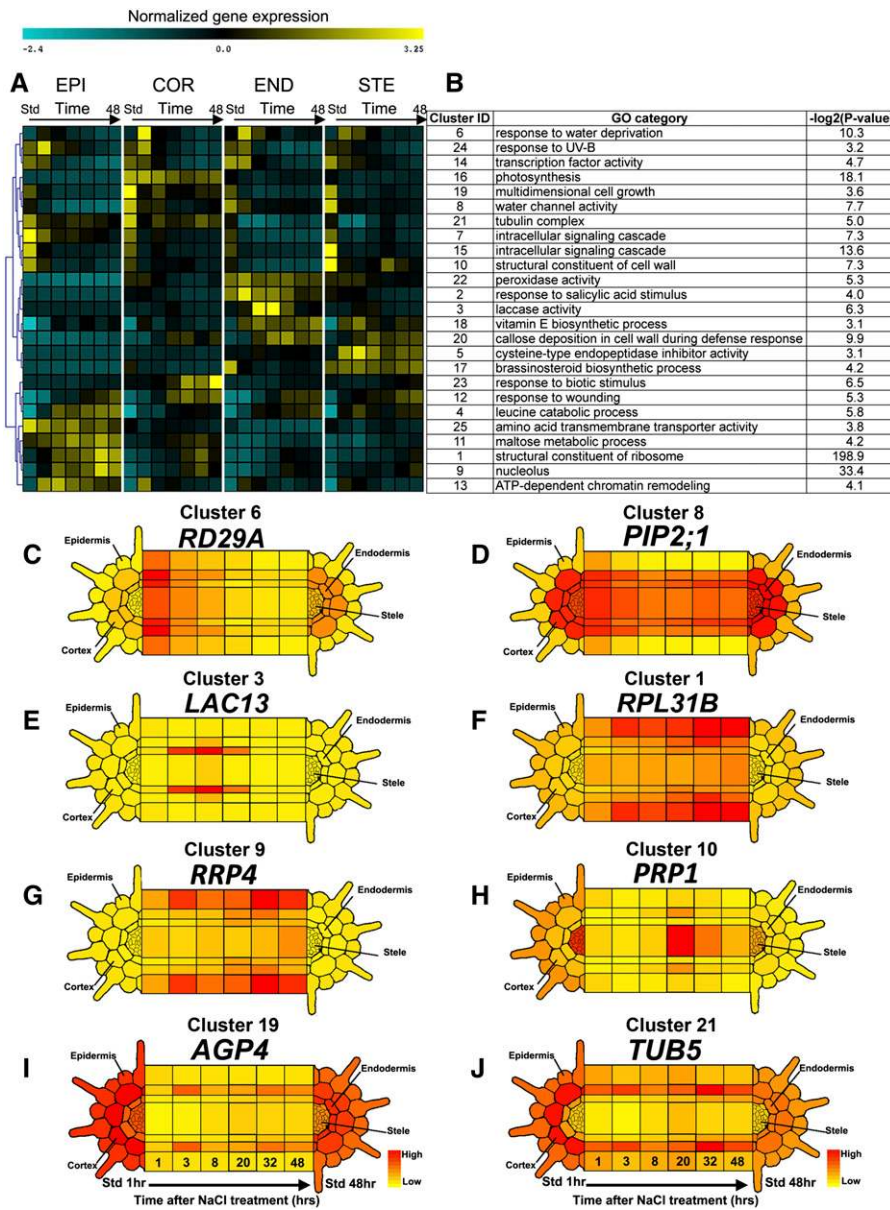 Normalized gene expression
-2.4 0.0 3.25
A EPI COR END STE B
Std Time 48 Std Time 48 Std Time 48 Std Time 48
Cluster ID GO category -log2(P-value
6 response to water deprivation 10.3
24 response to UV-B 3.2
14 transcription factor activity 4.7
16 photosynthesis 18.1
19 multidimensional cell growth 3.6
8 water channel activity 7.7
21 tubulin complex 5.0
7 intracellular signaling cascade 7.3
15 intracellular signaling cascade 13.6
10 structural constituent of cell wall 7.3
22 peroxidase activity 5.3
2 response to salicylic acid stimulus 4.0
3 laccase activity 6.3
18 vitamin E biosynthetic process 3.1
20 callose deposition in cell wall during defense response 9.9
5 cysteine-type endopeptidase inhibitor activity 3.1
17 brassinosteroid biosynthetic process 4.2
23 response to biotic stimulus 6.5
12 response to wounding 5.3
4 leucine catabolic process 5.8
25 amino acid transmembrane transporter activity 3.8
11 maltose metabolic process 4.2
1 structural constituent of ribosome 198.9
9 nucleolus 33.4
13 ATP-dependent chromatin remodeling 4.1
Cluster 6
RD29A
C
Epidermis
Endodermis
Stele
Cortex
Cluster 8
PIP2;1
D
Epidermis
Endodermis
Stele
Cortex
Cluster 3
LAC13
E
Epidermis
Endodermis
Stele
Cortex
Cluster 1
RPL31B
F
Epidermis
Endodermis
Stele
Cortex
Cluster 9
RRP4
G
Epidermis
Endodermis
Stele
Cortex
Cluster 10
PRP1
H
Epidermis
Endodermis
Stele
Cortex
Cluster 19
AGP4
I
Epidermis
Endodermis
Stele
Cortex
1 3 8 20 32 48
High
Low
Std 1hr Std 48hr
Time after NaCl treatment (hrs)
Cluster 21
TUB5
J
Epidermis
Endodermis
Stele
Cortex
1 3 8 20 32 48
High
Low
Std 1hr Std 48hr
Time after NaCl treatment (hrs)